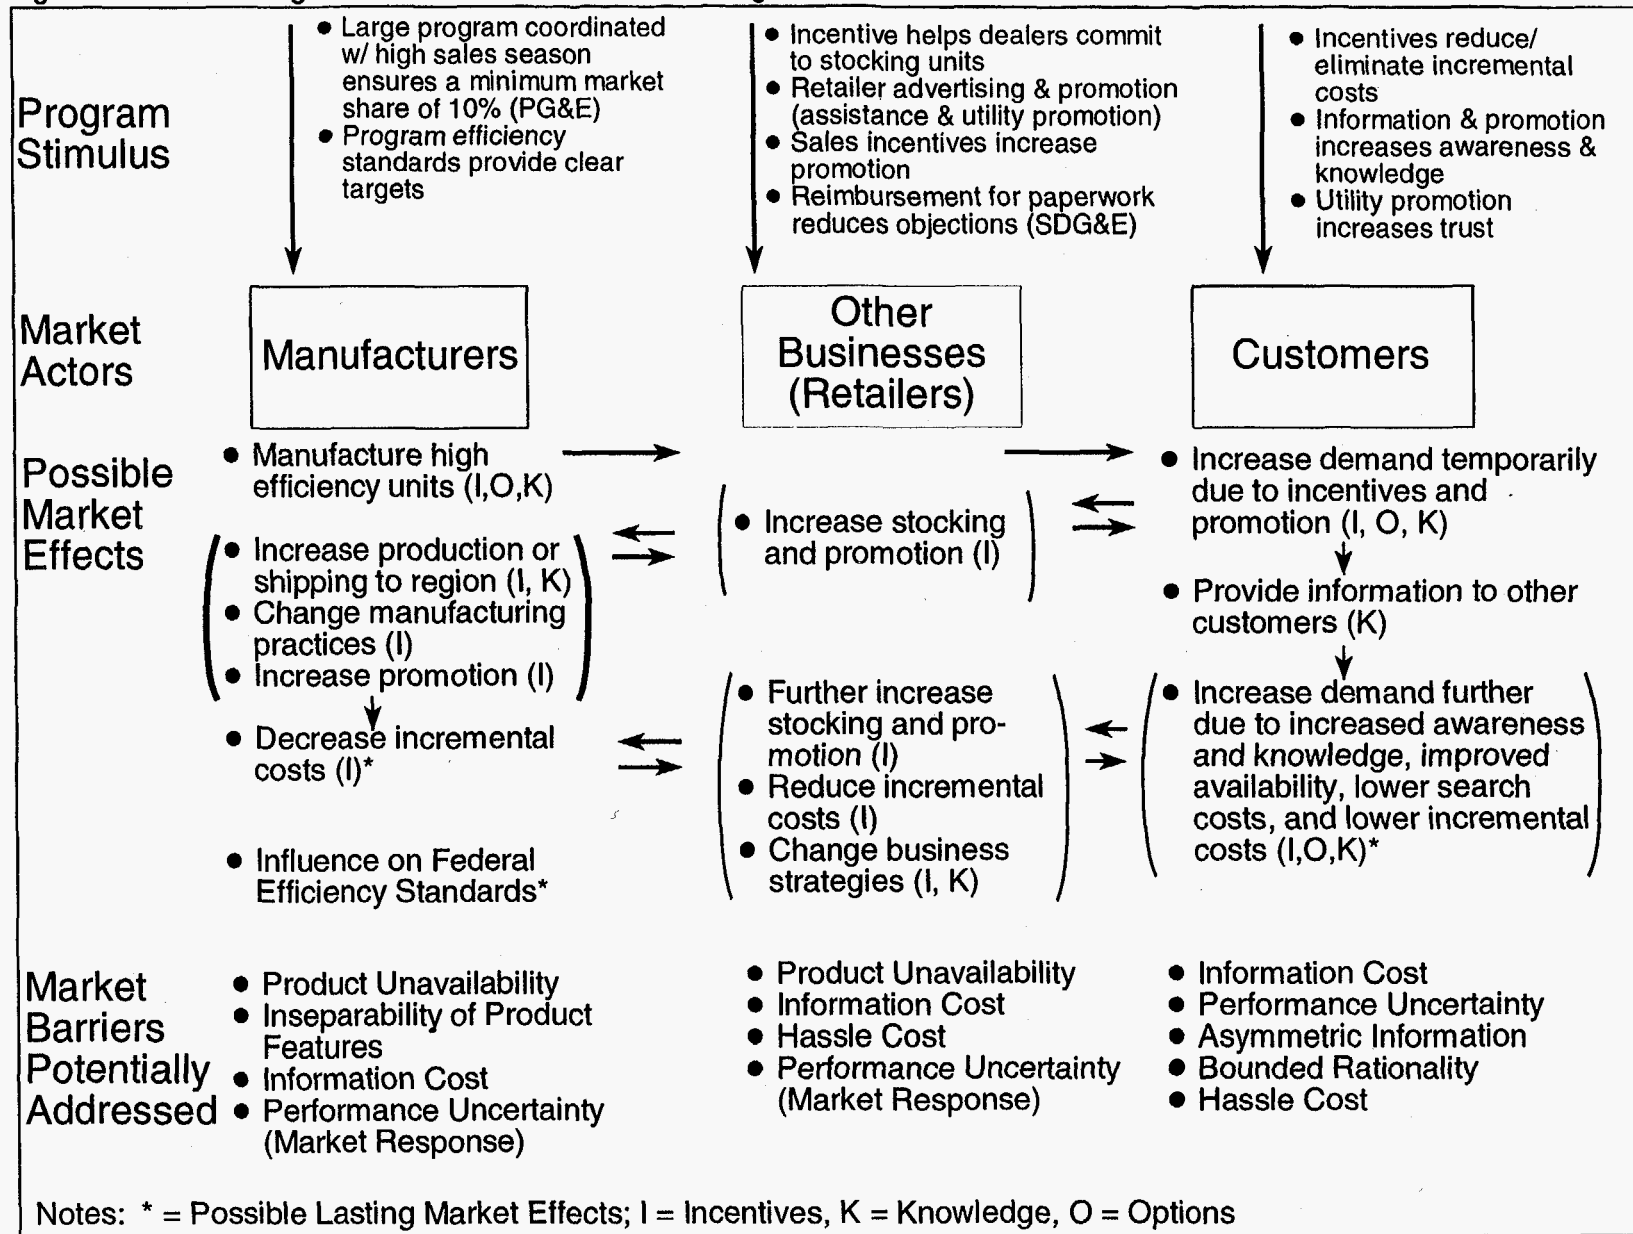 Program
Stimulus
● Large program coordinated
w/ high sales season
ensures a minimum market
share of 10% (PG&E)
● Program efficiency
standards provide clear
targets
● Incentive helps dealers commit
to stocking units
● Retailer advertising & promotion
(assistance & utility promotion)
● Sales incentives increase
promotion
● Reimbursement for paperwork
reduces objections (SDG&E)
● Incentives reduce/
eliminate incremental
costs
● Information & promotion
increases awareness &
knowledge
● Utility promotion
increases trust
Market
Actors
Manufacturers
Other
Businesses
(Retailers)
Customers
Possible
Market
Effects
● Manufacture high
efficiency units (I,O,K)
● Increase production or
shipping to region (I, K)
● Change manufacturing
practices (I)
● Increase promotion (I)
● Decrease incremental
costs (I)*
● Influence on Federal
Efficiency Standards*
● Increase stocking
and promotion (I)
● Further increase
stocking and pro-
motion (I)
● Reduce incremental
costs (I)
● Change business
strategies (I, K)
● Increase demand temporarily
due to incentives and
promotion (I, O, K)
● Provide information to other
customers (K)
● Increase demand further
due to increased awareness
and knowledge, improved
availability, lower search
costs, and lower incremental
costs (I,O,K)*
Market
Barriers
Potentially
Addressed
● Product Unavailability
● Inseparability of Product
Features
● Information Cost
● Performance Uncertainty
(Market Response)
● Product Unavailability
● Information Cost
● Hassle Cost
● Performance Uncertainty
(Market Response)
● Information Cost
● Performance Uncertainty
● Asymmetric Information
● Bounded Rationality
● Hassle Cost
Notes: * = Possible Lasting Market Effects; I = Incentives, K = Knowledge, O = Options